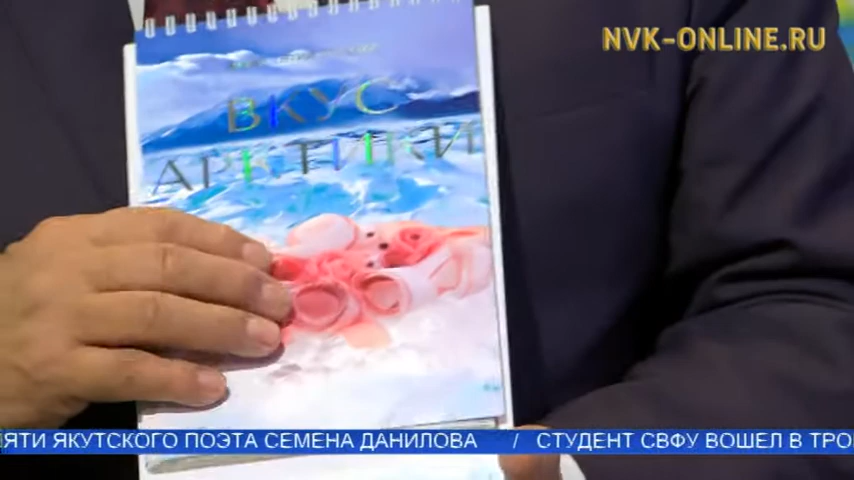 NVK-ONLINE.RU
ВКУС
АРКТИКИ
ЯТИ ЯКУТСКОГО ПОЭТА СЕМЕНА ДАНИЛОВА / СТУДЕНТ СВФУ ВОШЕЛ В ТРО